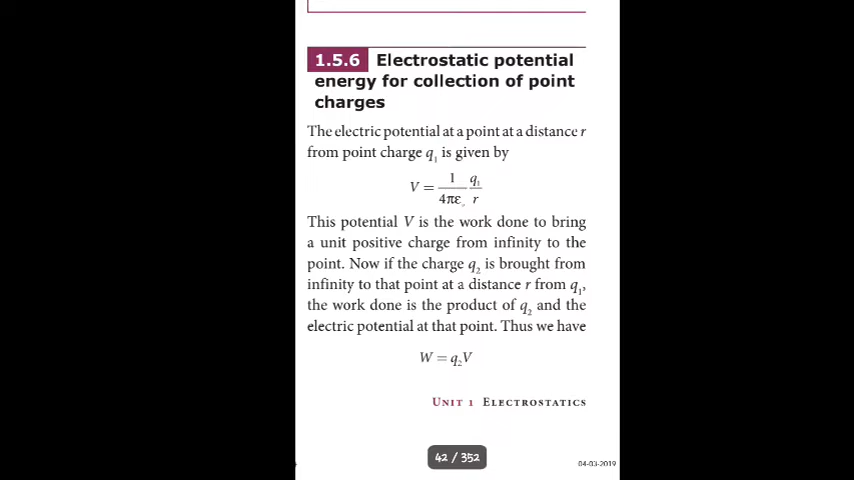 1.5.6 Electrostatic potential
energy for collection of point
charges
The electric potential at a point at a distance r
from point charge q₁ is given by
V = 1/4πε˳ q₁/r
This potential V is the work done to bring
a unit positive charge from infinity to the
point. Now if the charge q₂ is brought from
infinity to that point at a distance r from q₁,
the work done is the product of q₂ and the
electric potential at that point. Thus we have
W = q₂V
UNIT 1 ELECTROSTATICS
42 / 352
04-03-2019